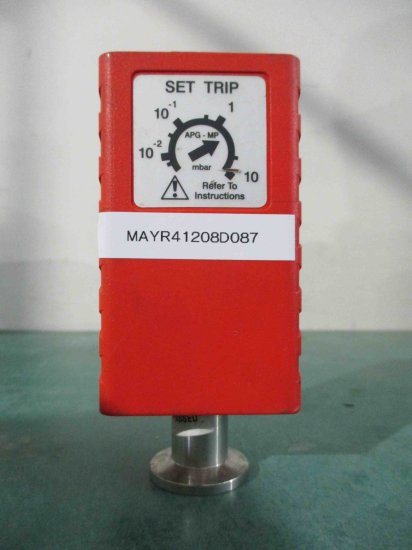 SET TRIP
10-1
1
APG - MP
10-2
mbar
10
Refer To
Instructions
MAYR41208D087